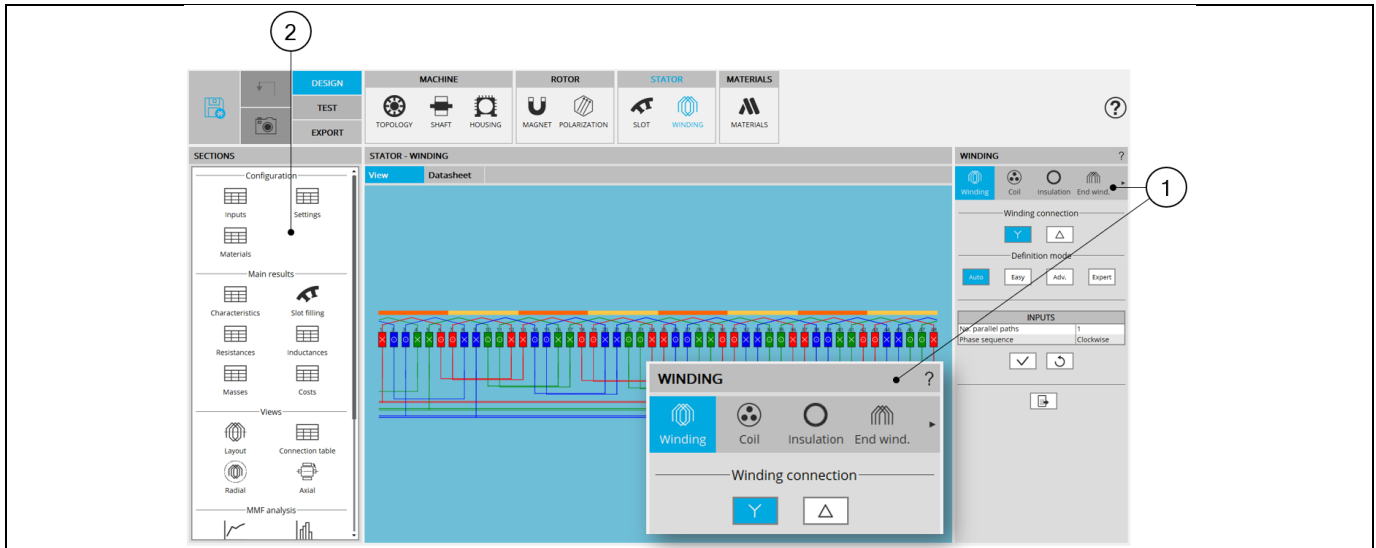 2
DESIGN
TEST
EXPORT
MACHINE
ROTOR
STATOR
MATERIALS
TOPOLOGY
SHAFT
HOUSING
MAGNET
POLARIZATION
SLOT
WINDING
MATERIALS
?
SECTIONS
STATOR - WINDING
WINDING ?
View Datasheet
Configuration
Inputs Settings
Materials
Main results
Characteristics Slot filling
Resistances Inductances
Masses Costs
Views
Layout Connection table
Radial Axial
MMF analysis
Winding Coil Insulation End wind.
1
Winding connection
Y △
Definition mode
Auto Easy Adv. Expert
INPUTS
No. parallel paths 1
Phase sequence Clockwise
WINDING ?
Winding Coil Insulation End wind.
Winding connection
Y △